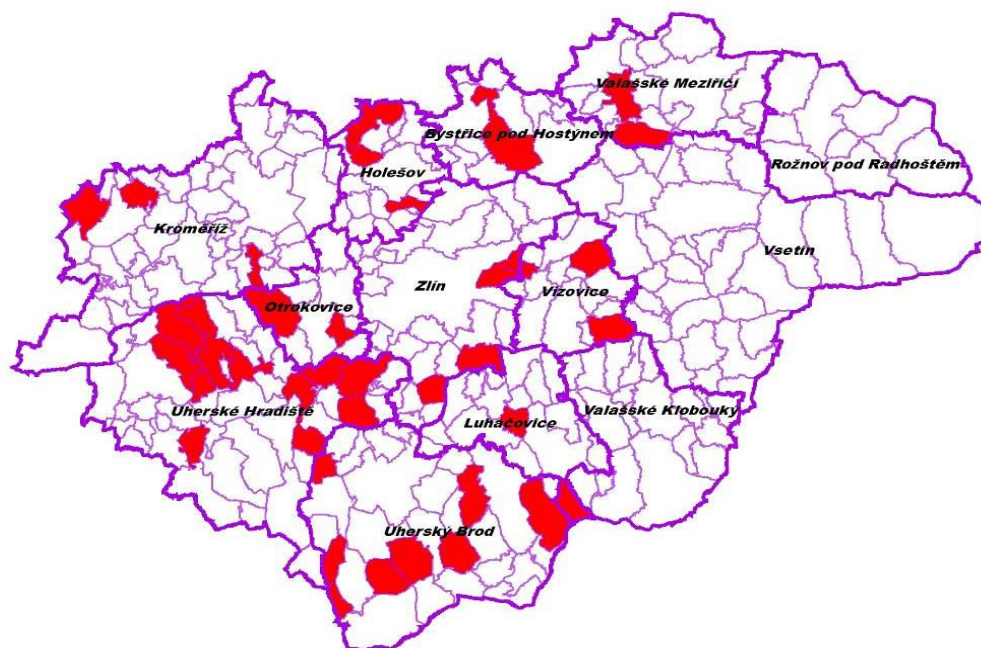 Valašské Meziříčí
Bystřice pod Hostýnem
Rožnov pod Radhoštěm
Holešov
Kroměříž
Vsetín
Zlín
Vizovice
Otrokovice
Uherské Hradiště
Valašské Klobouky
Luhačovice
Uherský Brod